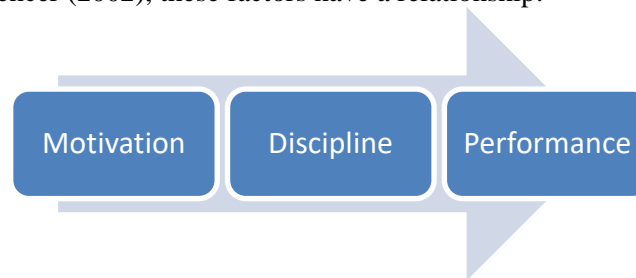 (2002), these factors have a relationship:
Motivation
Discipline
Performance